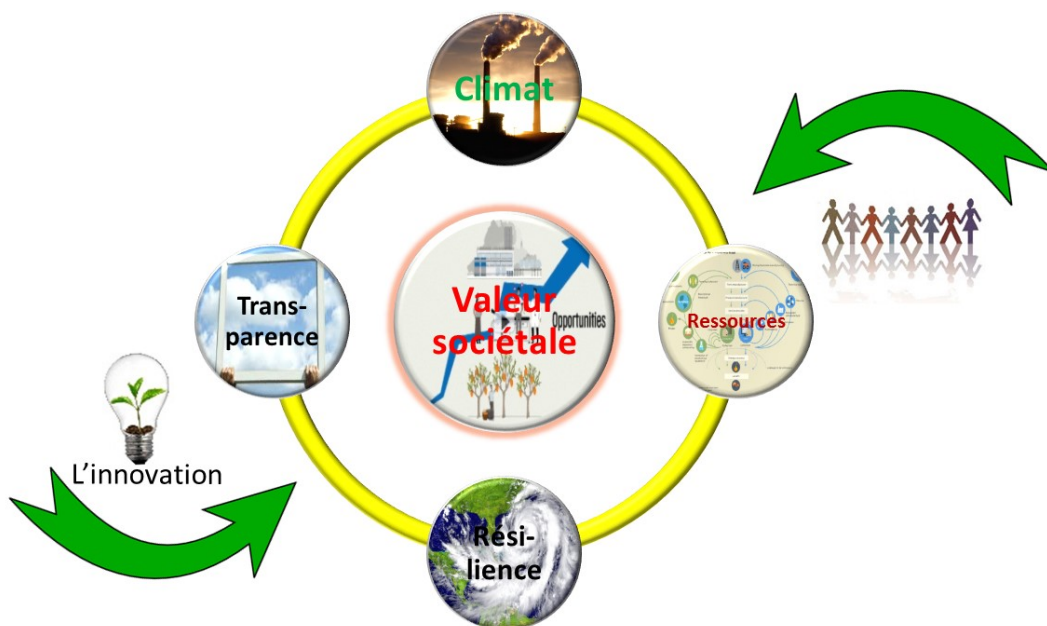 Climat
Trans-
parence
Valeur
sociétale
Opportunities
Ressources
L’innovation
Rési-
lience